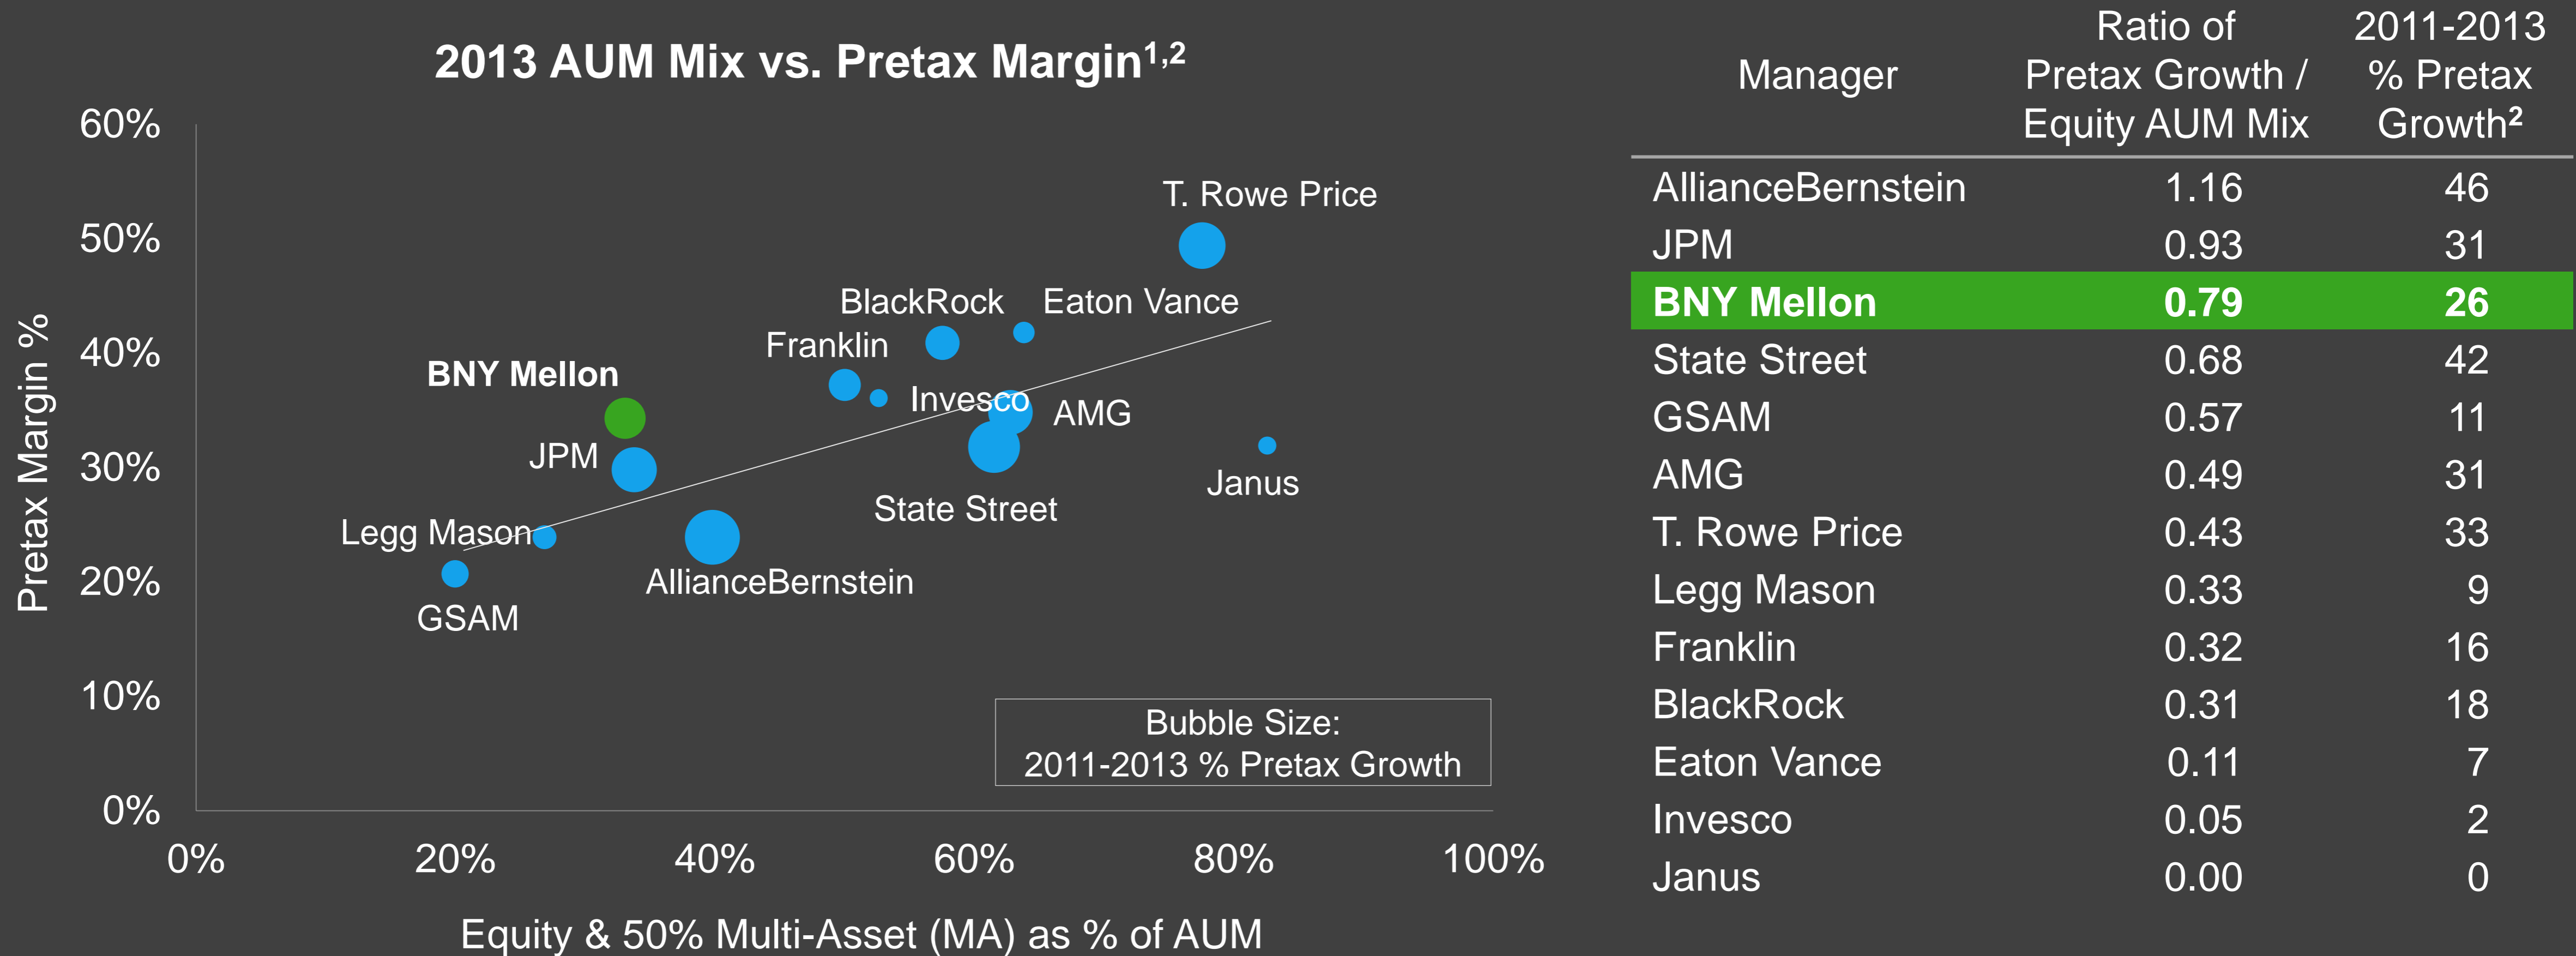 2013 AUM Mix vs. Pretax Margin1,2
Pretax Margin %
60%
50%
40%
30%
20%
10%
0%
T. Rowe Price
BlackRock
Eaton Vance
Franklin
BNY Mellon
Invesco
AMG
JPM
Janus
State Street
Legg Mason
AllianceBernstein
GSAM
Bubble Size:
2011-2013 % Pretax Growth
0% 20% 40% 60% 80% 100%
Equity & 50% Multi-Asset (MA) as % of AUM
Manager
Ratio of
Pretax Growth /
Equity AUM Mix
2011-2013
% Pretax
Growth2
AllianceBernstein 1.16 46
JPM 0.93 31
BNY Mellon 0.79 26
State Street 0.68 42
GSAM 0.57 11
AMG 0.49 31
T. Rowe Price 0.43 33
Legg Mason 0.33 9
Franklin 0.32 16
BlackRock 0.31 18
Eaton Vance 0.11 7
Invesco 0.05 2
Janus 0.00 0